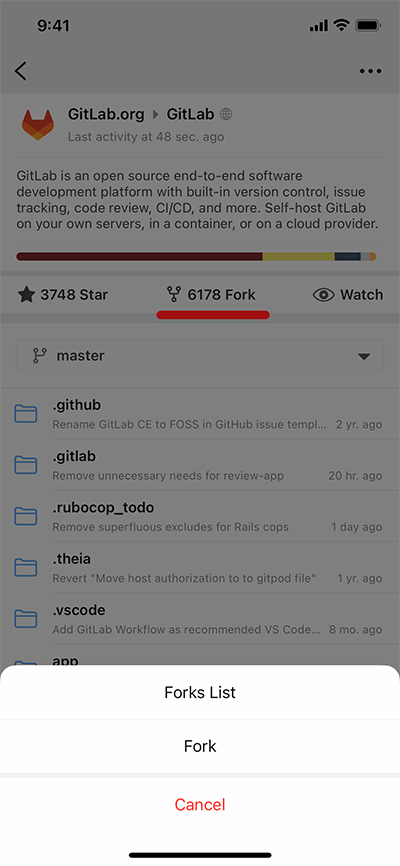 9:41
GitLab.org GitLab
Last activity at 48 sec. ago
GitLab is an open source end-to-end software
development platform with built-in version control, issue
tracking, code review, CI/CD, and more. Self-host GitLab
on your own servers, in a container, or on a cloud provider.
3748 Star 6178 Fork Watch
master
.github
Rename GitLab CE to FOSS in GitHub issue templ... 2 yr. ago
.gitlab
Remove unnecessary needs for review-app 20 hr. ago
.rubocop_todo
Remove superfluous excludes for Rails cops 1 day ago
.theia
Revert "Move host authorization to to gitpod file" 1 yr. ago
.vscode
Add GitLab Workflow as recommended VS Code... 8 mo. ago
app
Forks List
Fork
Cancel